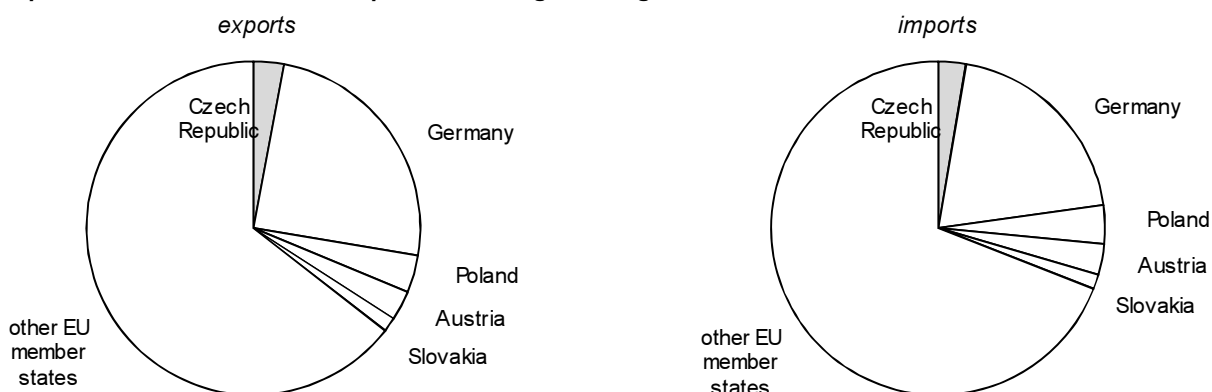 exports
Czech
Republic
Germany
Poland
Austria
Slovakia
other EU
member
states
imports
Czech
Republic
Germany
Poland
Austria
Slovakia
other EU
member
states